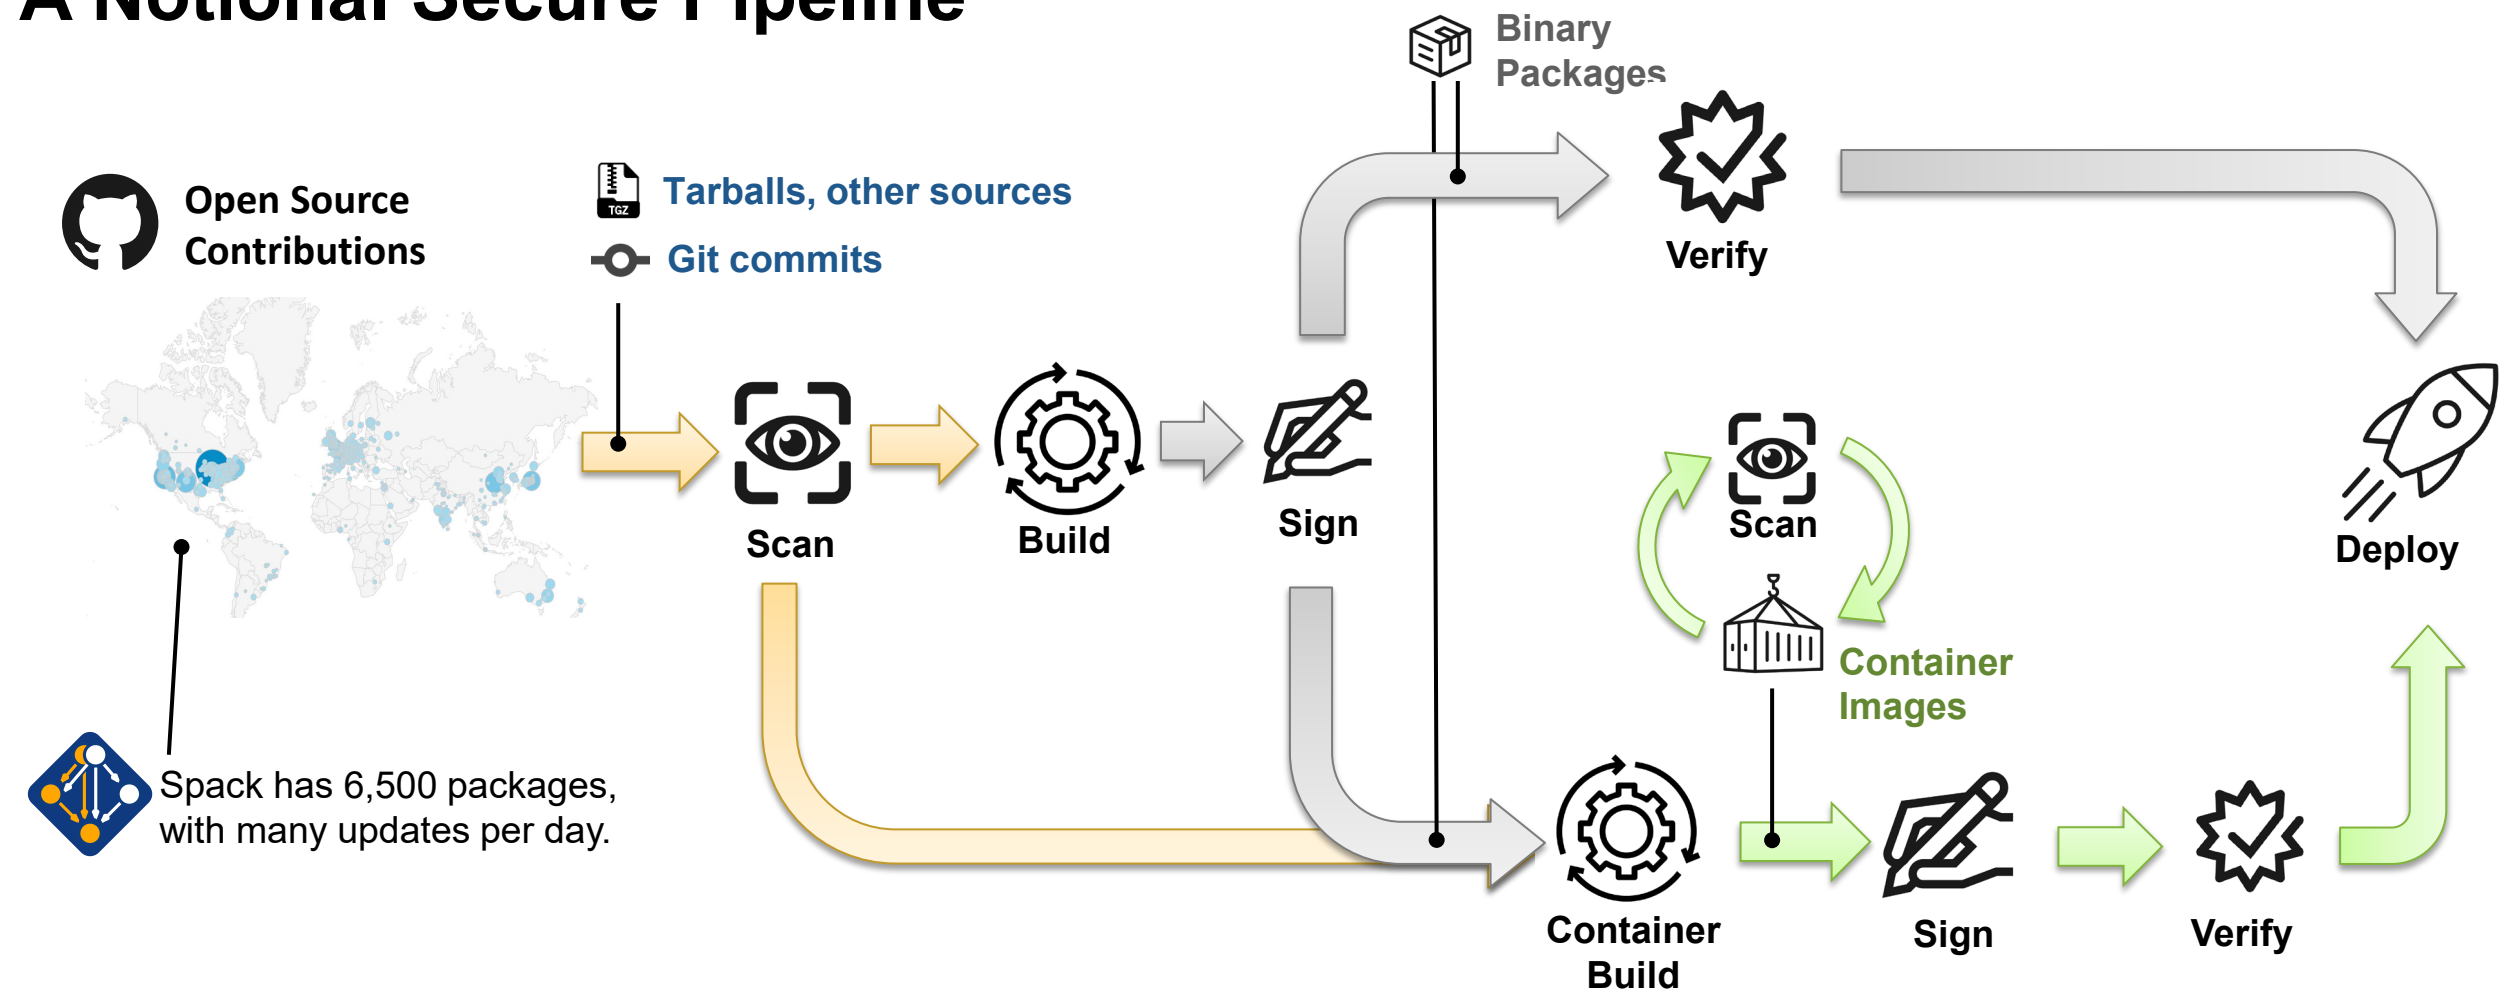 A Notional Secure Pipeline
Binary
Packages
Open Source
Contributions
TGZ
Tarballs, other sources
Git commits
Verify
Scan
Build
Sign
Scan
Deploy
Container
Images
Spack has 6,500 packages,
with many updates per day.
Container
Build
Sign
Verify